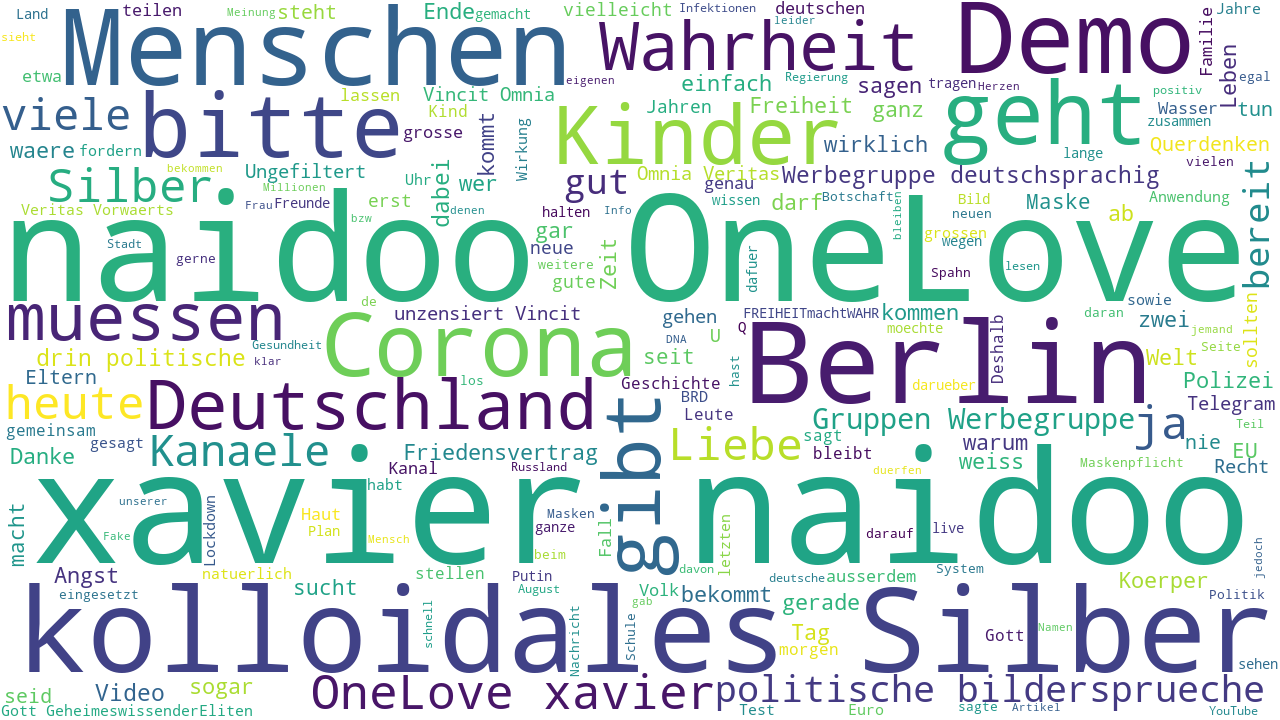 Land teilen Meinung steht Ende gemacht vielleicht Infektionen deutschen Jahre
sieht Menschen Wahrheit leider Demo Familie
etwa eigenen einfach Regierung sagen tragen Herzen Leben egal
viele bitte lassen Vincit Omnia Kinder Jahren Freiheit ganz geht positiv
Kind grosse kommt Wirkung wirklich Wasser tun
zusammen
waere fordern Querdenken
lange vielen
bekommen Ungefiltert dabei wer gut Omnia Veritas Werbegruppe deutschsprachig bereit
Silber Millionen Uhr genau
Frau Freunde erst wissen darf Botschaft Maske ab Bild Anwendung
Veritas Vorwaerts bzw denen halten Info bleiben neuen
naidoo OneLove
Stadt gerne gar neue Zeit dafuer wegen grossen
weitere gute Spahn lesen
de sowie
muessen Corona unzensiert Vincit gehen FREIHEITmachtWAHR kommen daran zwei sollten
Q Berlin moechte Deshalb jemand
drin politische Gesundheit klar seit DNA U hast Welt Seite
Eltern los Geschichte darueber Polizei
heute Deutschland BRD Telegram
gibt Leute Gruppen Werbegruppe ja Teil
gemeinsam gesagt Liebe sagt warum nie
Danke Kanaele Friedensvertrag bleibt weiss EU
Kanal Russland duerfen Maskenpflicht Recht
macht xavier naidoo
habt
unserer Lockdown Haut Masken
Fake Plan Mensch ganze Fall letzten darauf live jedoch
beim
Angst natuerlich stellen Putin davon deutsche ausserdem System Koerper
eingesetzt sucht August Volk bekommt gerade Politik
kolloidales Silber
schnell Nachricht Schule gab Tag Gott Namen
morgen sehen
seid Video sogar OneLove xavier politische bildersprueche
Gott GeheimeswissenderEliten Test Euro sagte Artikel YouTube